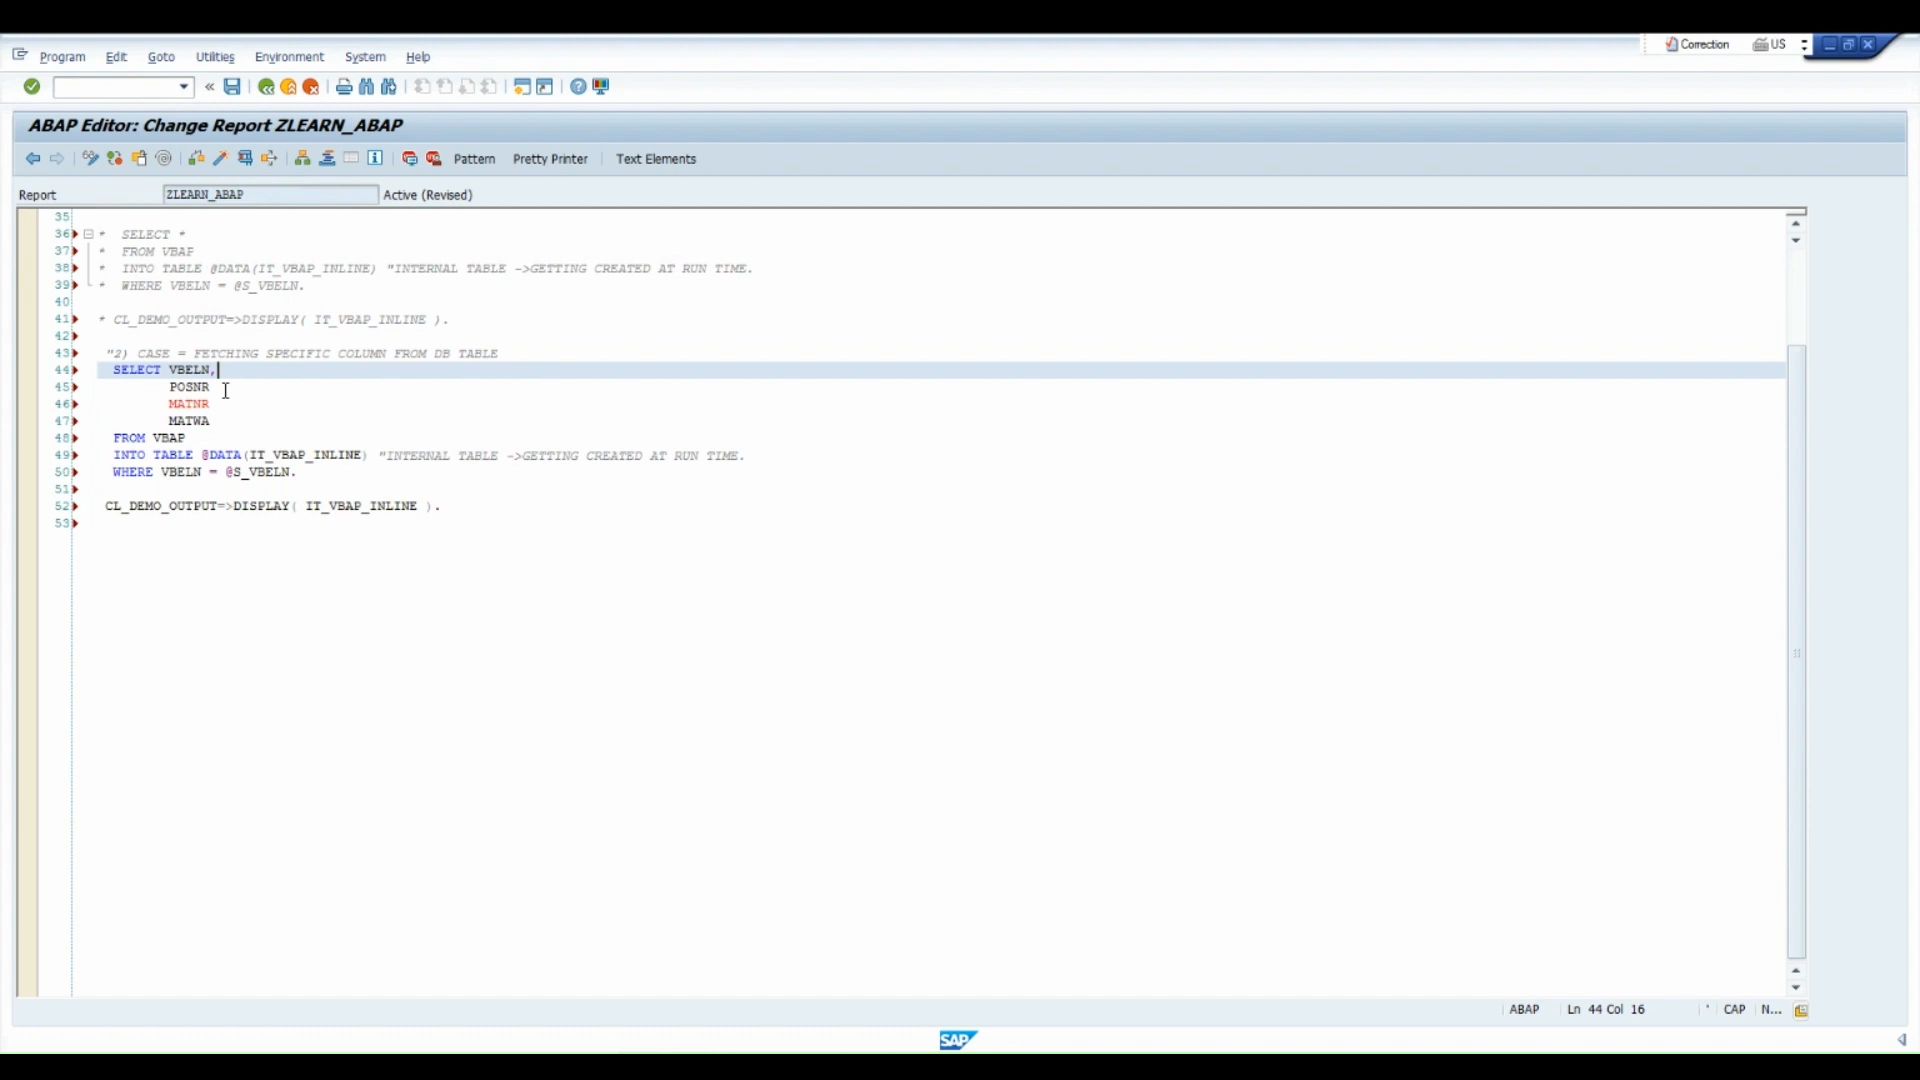 Program Edit Goto Utilities Environment System Help
Correction US
«
ABAP Editor: Change Report ZLEARN_ABAP
Pattern Pretty Printer Text Elements
Report ZLEARN_ABAP Active (Revised)
35
36 * SELECT *
37 * FROM VBAP
38 * INTO TABLE @DATA(IT_VBAP_INLINE) "INTERNAL TABLE ->GETTING CREATED AT RUN TIME.
39 * WHERE VBELN = @S_VBELN.
40
41 * CL_DEMO_OUTPUT=>DISPLAY( IT_VBAP_INLINE ).
42
43 "2) CASE = FETCHING SPECIFIC COLUMN FROM DB TABLE
44 SELECT VBELN,
45 POSNR
46 MATNR
47 MATWA
48 FROM VBAP
49 INTO TABLE @DATA(IT_VBAP_INLINE) "INTERNAL TABLE ->GETTING CREATED AT RUN TIME.
50 WHERE VBELN = @S_VBELN.
51
52 CL_DEMO_OUTPUT=>DISPLAY( IT_VBAP_INLINE ).
53
ABAP Ln 44 Col 16 ' CAP N...
SAP